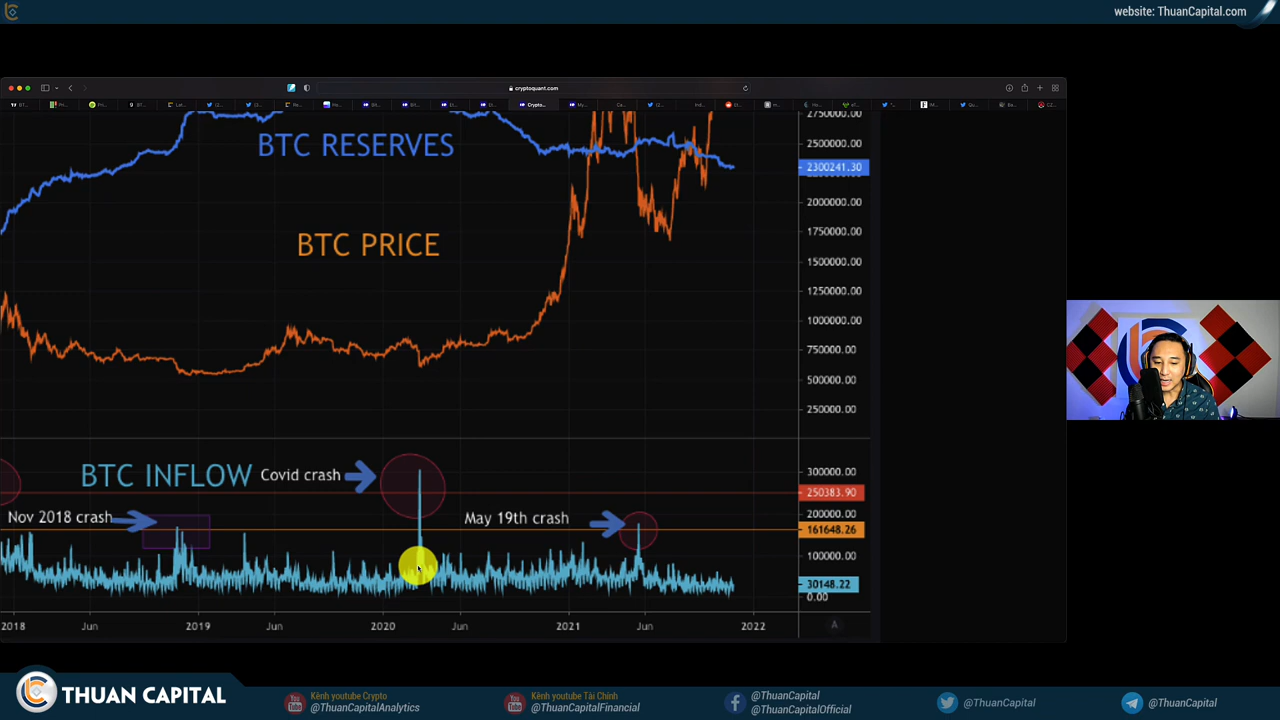 website: ThuanCapital.com
cryptoquant.com
Crypto...
BTC RESERVES
BTC PRICE
2750000.00
2500000.00
2300241.30
2000000.00
1750000.00
1500000.00
1250000.00
1000000.00
750000.00
500000.00
250000.00
BTC INFLOW
Covid crash
Nov 2018 crash
May 19th crash
300000.00
250383.90
200000.00
161648.26
100000.00
30148.22
0.00
2018 Jun 2019 Jun 2020 Jun 2021 Jun 2022
A
THUAN CAPITAL
Kênh youtube Crypto
@ThuanCapitalAnalytics
Kênh youtube Tài Chính
@ThuanCapitalFinancial
@ThuanCapital
@ThuanCapitalOfficial
@ThuanCapital
@ThuanCapital